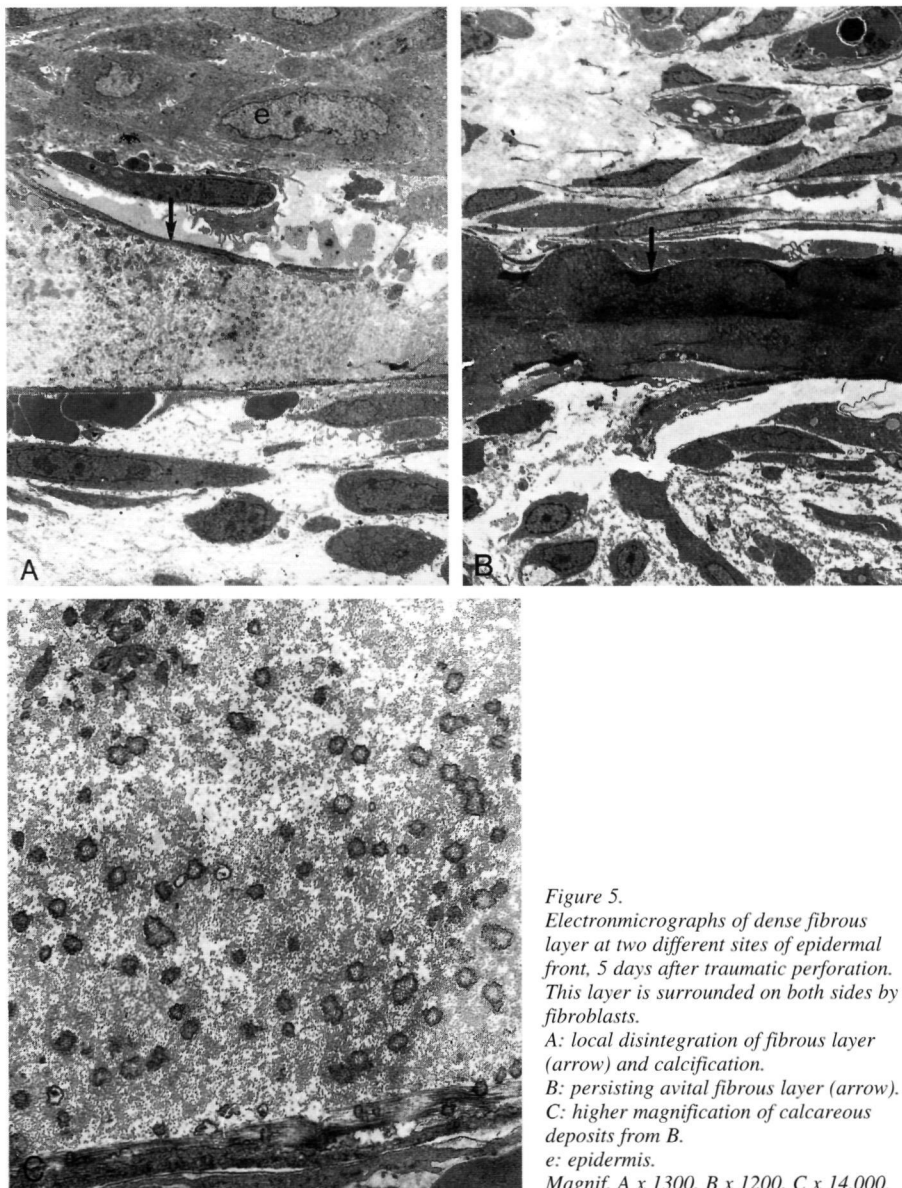 e
A
B
C
Figure 5.
Electronmicrographs of dense fibrous
layer at two different sites of epidermal
front, 5 days after traumatic perforation.
This layer is surrounded on both sides by
fibroblasts.
A: local disintegration of fibrous layer
(arrow) and calcification.
B: persisting avital fibrous layer (arrow).
C: higher magnification of calcareous
deposits from B.
e: epidermis.
Magnif. A x 1300, B x 1200, C x 14,000